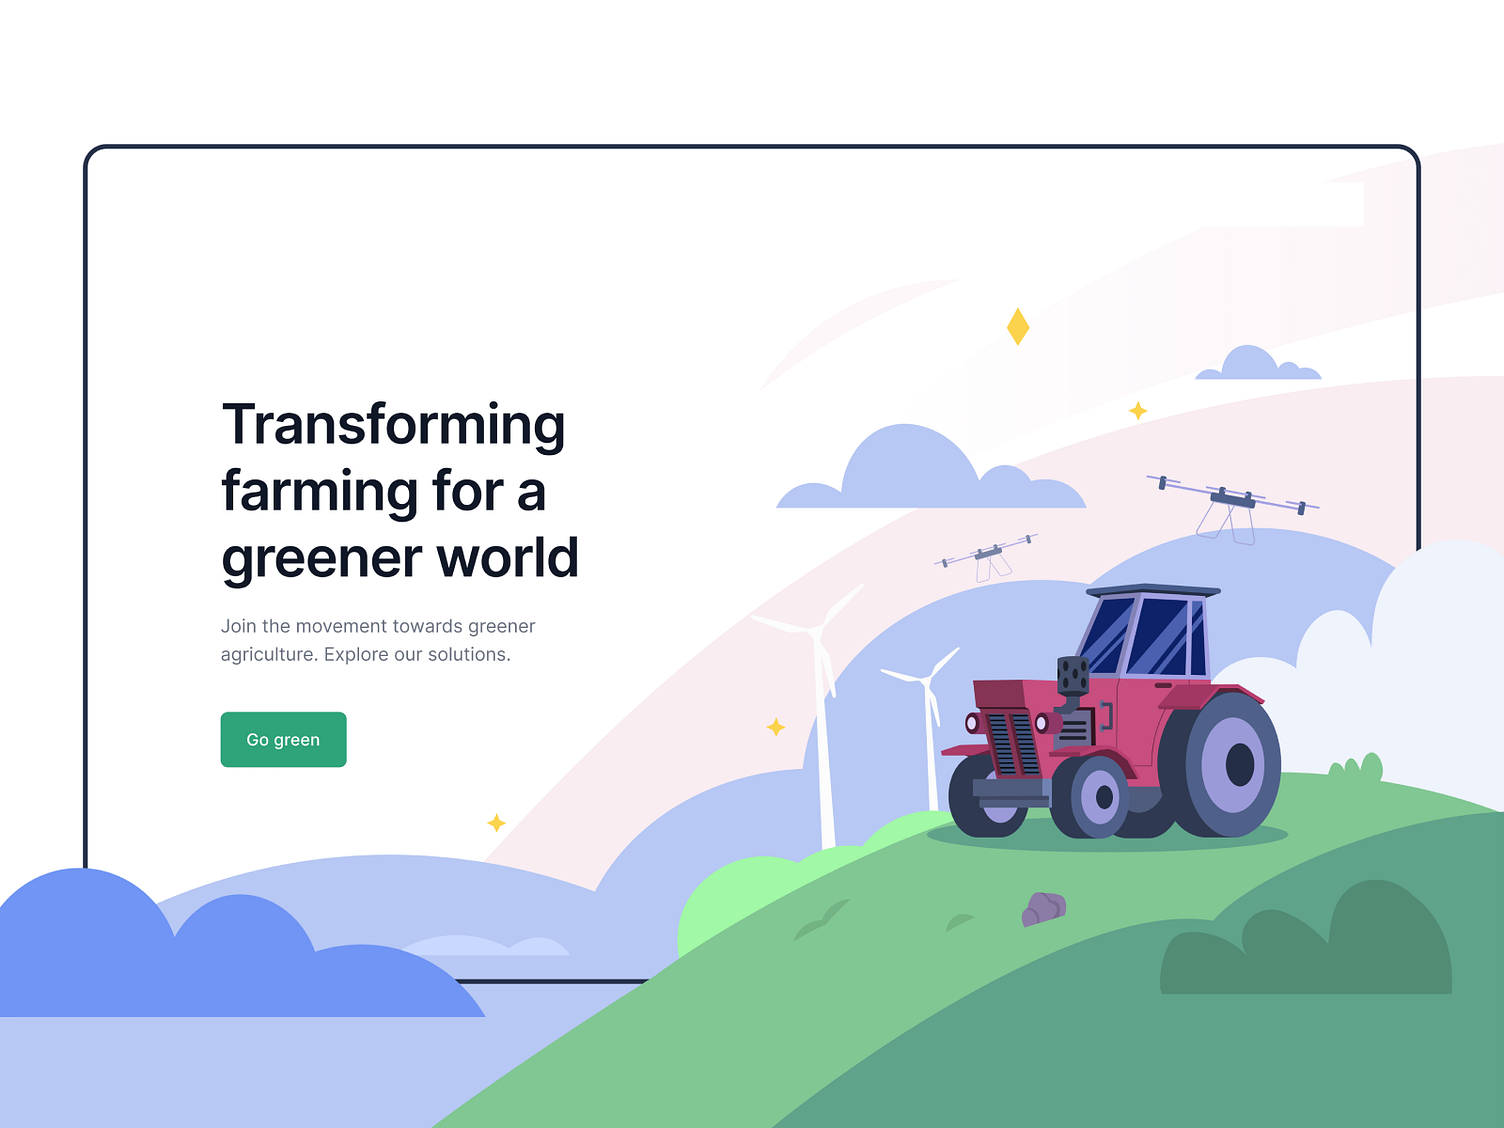 Transforming
farming for a
greener world
Join the movement towards greener
agriculture. Explore our solutions.
Go green